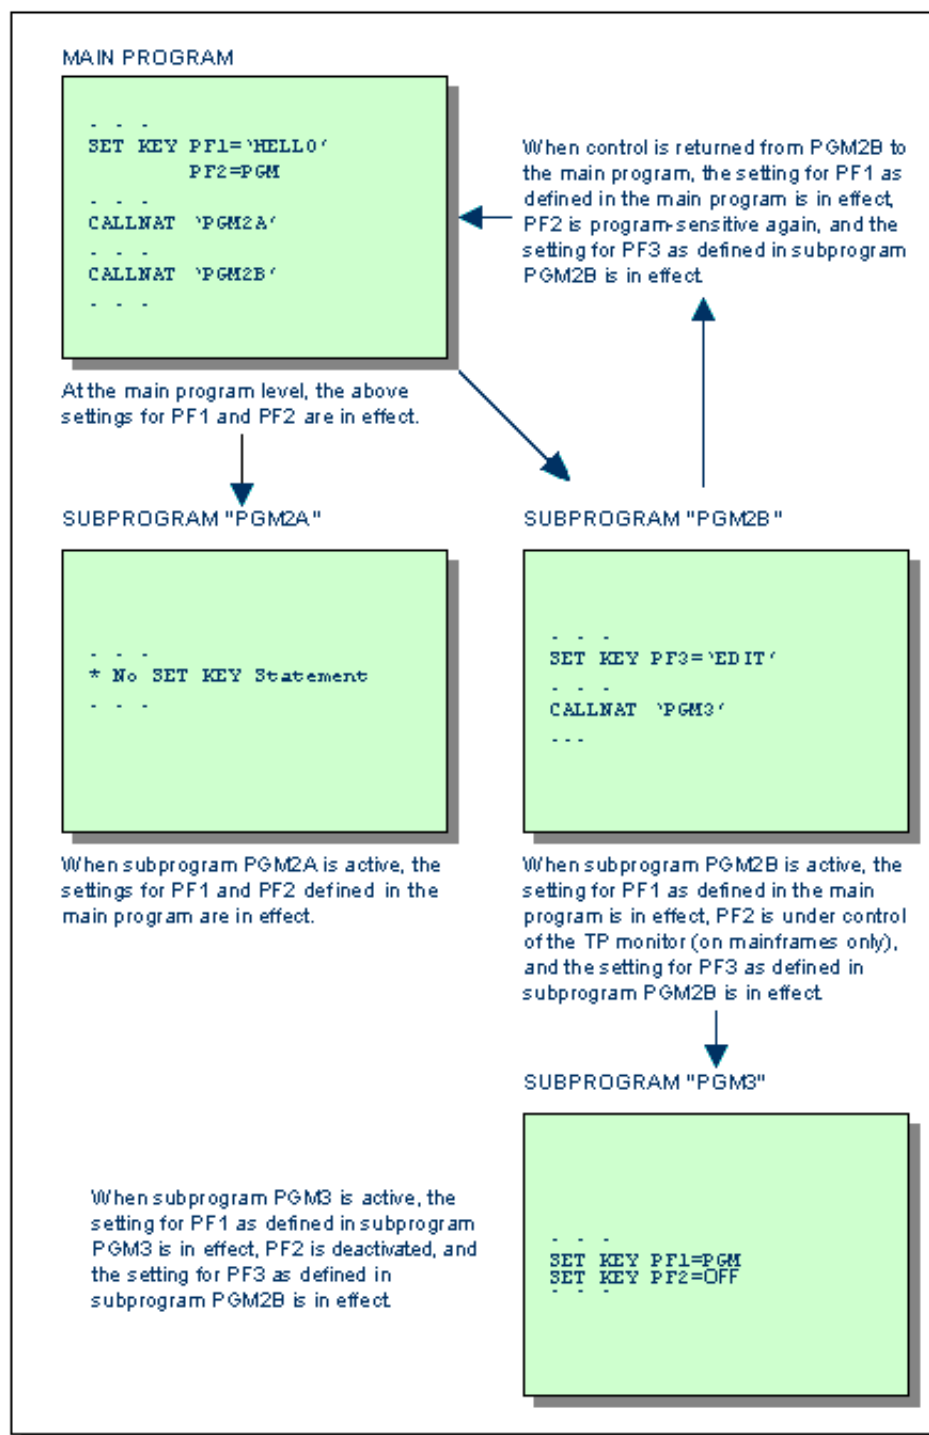 MAIN PROGRAM
- - -
SET KEY PF1=‵HELLO′
PF2=PGM
- - -
CALLNAT ‵PGM2A′
- - -
CALLNAT ‵PGM2B′
- - -
When control is returned from PGM2B to
the main program, the setting for PF1 as
defined in the main program is in effect,
PF2 is program-sensitive again, and the
setting for PF3 as defined in subprogram
PGM2B is in effect.
At the main program level, the above
settings for PF1 and PF2 are in effect.
SUBPROGRAM "PGM2A"
- - -
* No SET KEY Statement
- - -
When subprogram PGM2A is active, the
settings for PF1 and PF2 defined in the
main program are in effect.
SUBPROGRAM "PGM2B"
- - -
SET KEY PF3=‵EDIT′
- - -
CALLNAT ‵PGM3′
---
When subprogram PGM2B is active, the
setting for PF1 as defined in the main
program is in effect, PF2 is under control
of the TP monitor (on mainframes only),
and the setting for PF3 as defined in
subprogram PGM2B is in effect.
SUBPROGRAM "PGM3"
- - -
SET KEY PF1=PGM
SET KEY PF2=OFF
- - -
When subprogram PGM3 is active, the
setting for PF1 as defined in subprogram
PGM3 is in effect, PF2 is deactivated, and
the setting for PF3 as defined in
subprogram PGM2B is in effect.